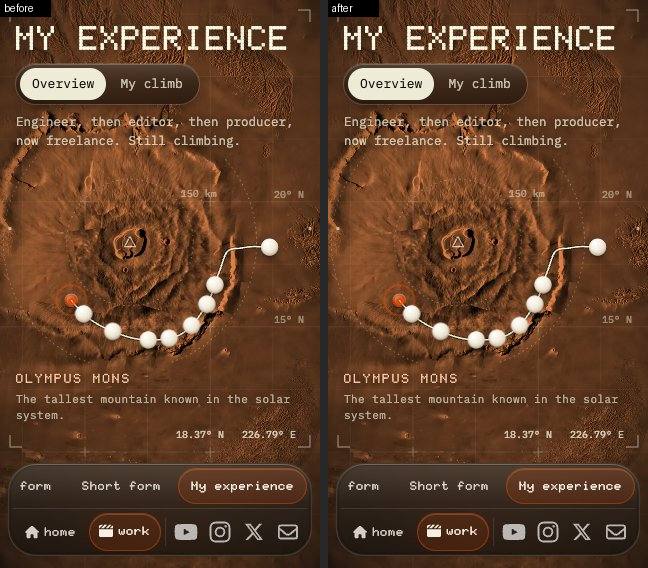 before
MY EXPERIENCE
Overview My climb
Engineer, then editor, then producer,
now freelance. Still climbing.
150 km
20° N
15° N
OLYMPUS MONS
The tallest mountain known in the solar
system.
18.37° N 226.79° E
form Short form My experience
home work
after
MY EXPERIENCE
Overview My climb
Engineer, then editor, then producer,
now freelance. Still climbing.
150 km
20° N
15° N
OLYMPUS MONS
The tallest mountain known in the solar
system.
18.37° N 226.79° E
form Short form My experience
home work